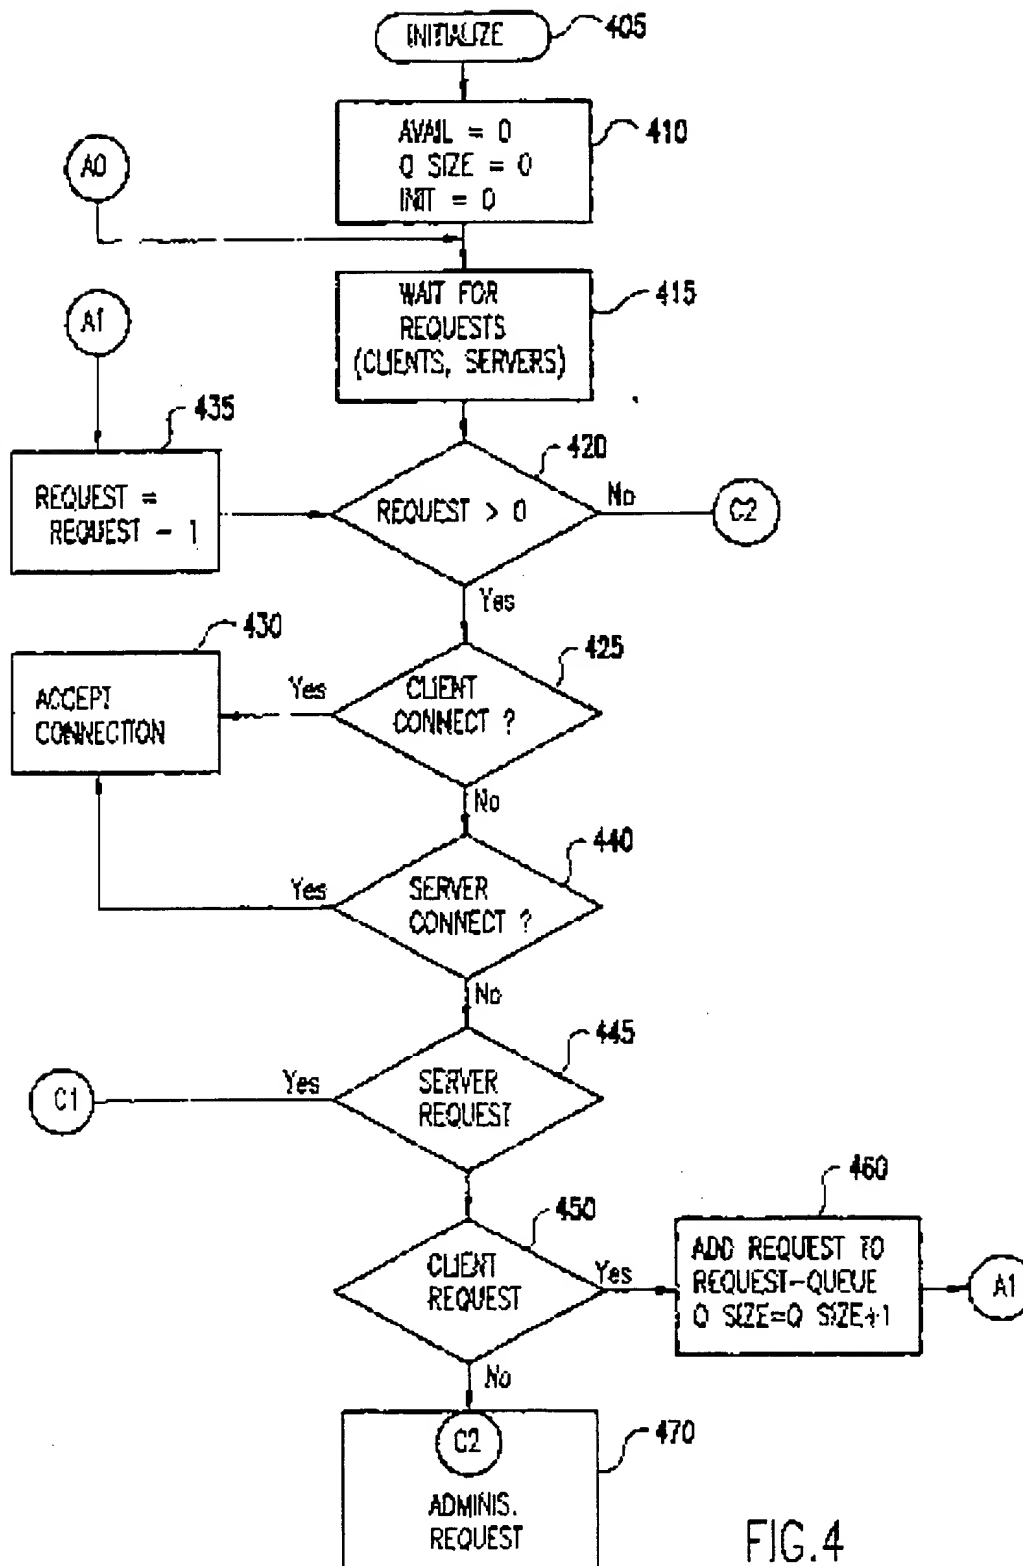 INITIALIZE
405
AVAIL = 0
Q SIZE = 0
INIT = 0
410
A0
WAIT FOR
REQUESTS
(CLIENTS, SERVERS)
415
A1
435
REQUEST =
REQUEST - 1
420
REQUEST > 0
No
C2
Yes
430
ACCEPT
CONNECTION
Yes
425
CLIENT
CONNECT ?
No
440
Yes
SERVER
CONNECT ?
No
445
C1
Yes
SERVER
REQUEST
450
CLIENT
REQUEST
Yes
460
ADD REQUEST TO
REQUEST-QUEUE
Q SIZE=Q SIZE+1
A1
No
C2
470
ADMINIS.
REQUEST
FIG.4